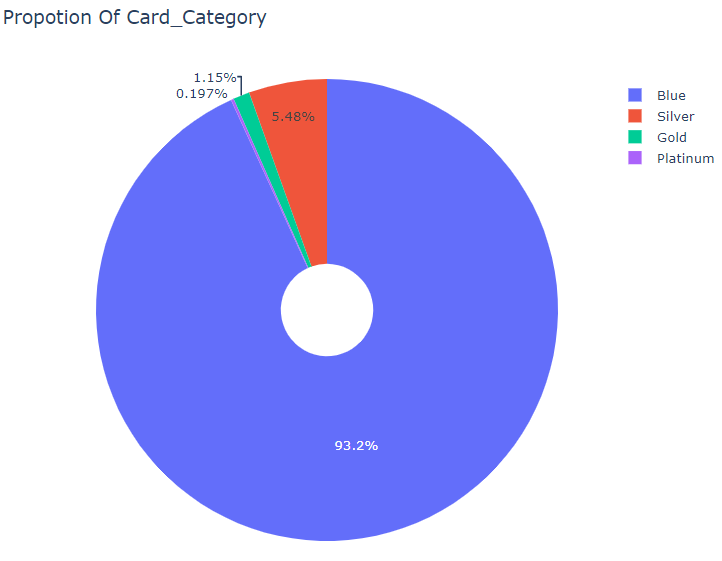 Propotion Of Card_Category
1.15%
0.197%
5.48%
93.2%
Blue
Silver
Gold
Platinum